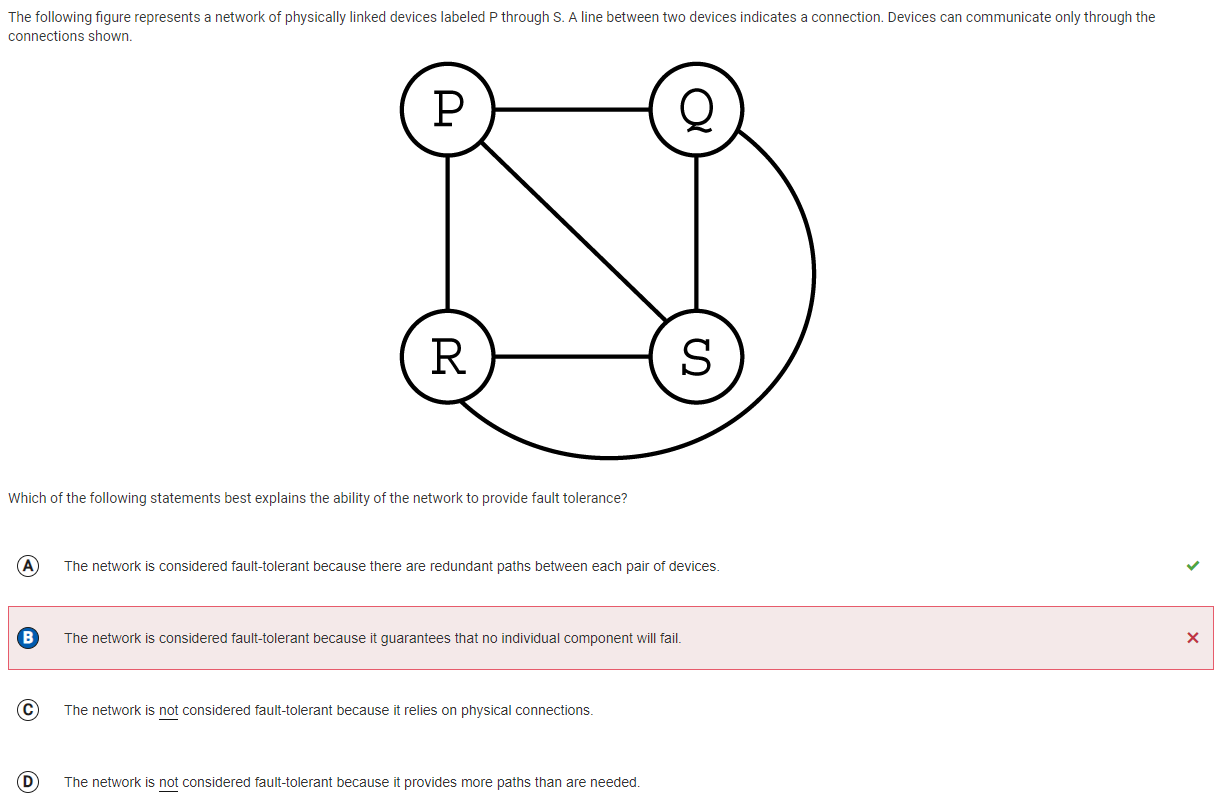 The following figure represents a network of physically linked devices labeled P through S. A line between two devices indicates a connection. Devices can communicate only through the
connections shown.
P
Q
R
S
Which of the following statements best explains the ability of the network to provide fault tolerance?
A The network is considered fault-tolerant because there are redundant paths between each pair of devices.
B The network is considered fault-tolerant because it guarantees that no individual component will fail.
C The network is not considered fault-tolerant because it relies on physical connections.
D The network is not considered fault-tolerant because it provides more paths than are needed.